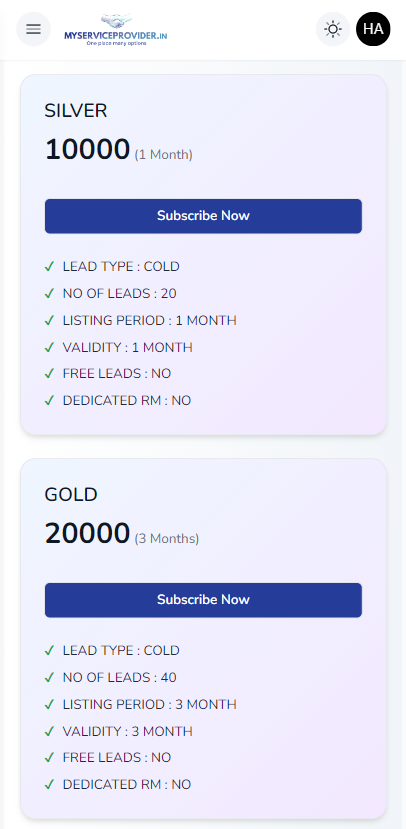 MYSERVICEPROVIDER.IN
One place many options
HA
SILVER
10000 (1 Month)
Subscribe Now
✓ LEAD TYPE : COLD
✓ NO OF LEADS : 20
✓ LISTING PERIOD : 1 MONTH
✓ VALIDITY : 1 MONTH
✓ FREE LEADS : NO
✓ DEDICATED RM : NO
GOLD
20000 (3 Months)
Subscribe Now
✓ LEAD TYPE : COLD
✓ NO OF LEADS : 40
✓ LISTING PERIOD : 3 MONTH
✓ VALIDITY : 3 MONTH
✓ FREE LEADS : NO
✓ DEDICATED RM : NO